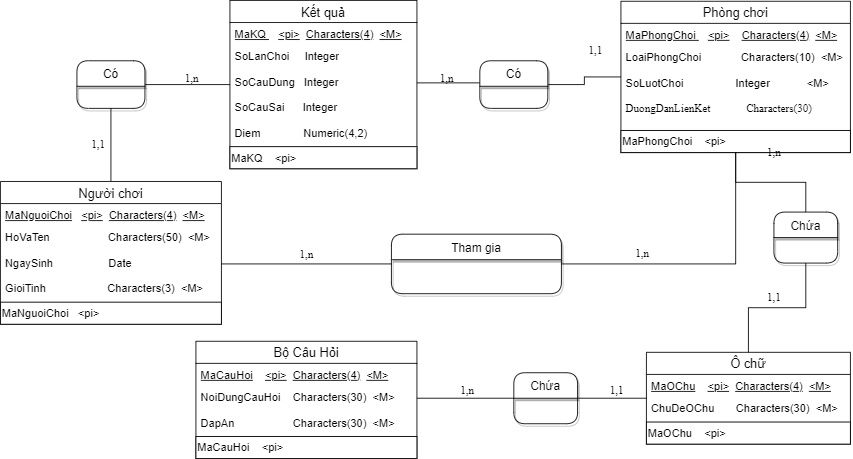 Kết quả
MaKQ <pi> Characters(4) <M>
SoLanChoi Integer
SoCauDung Integer
SoCauSai Integer
Diem Numeric(4,2)
MaKQ <pi>
Phòng chơi
MaPhongChoi <pi> Characters(4) <M>
LoaiPhongChoi Characters(10) <M>
SoLuotChoi Integer <M>
DuongDanLienKet Characters(30)
MaPhongChoi <pi>
Có
1,n
1,n
Có
1,1
1,1
1,n
Người chơi
MaNguoiChoi <pi> Characters(4) <M>
HoVaTen Characters(50) <M>
NgaySinh Date
GioiTinh Characters(3) <M>
MaNguoiChoi <pi>
1,n
Tham gia
1,n
Chứa
1,1
Bộ Câu Hỏi
MaCauHoi <pi> Characters(4) <M>
NoiDungCauHoi Characters(30) <M>
DapAn Characters(30) <M>
MaCauHoi <pi>
1,n
Chứa
1,1
Ô chữ
MaOChu <pi> Characters(4) <M>
ChuDeOChu Characters(30) <M>
MaOChu <pi>